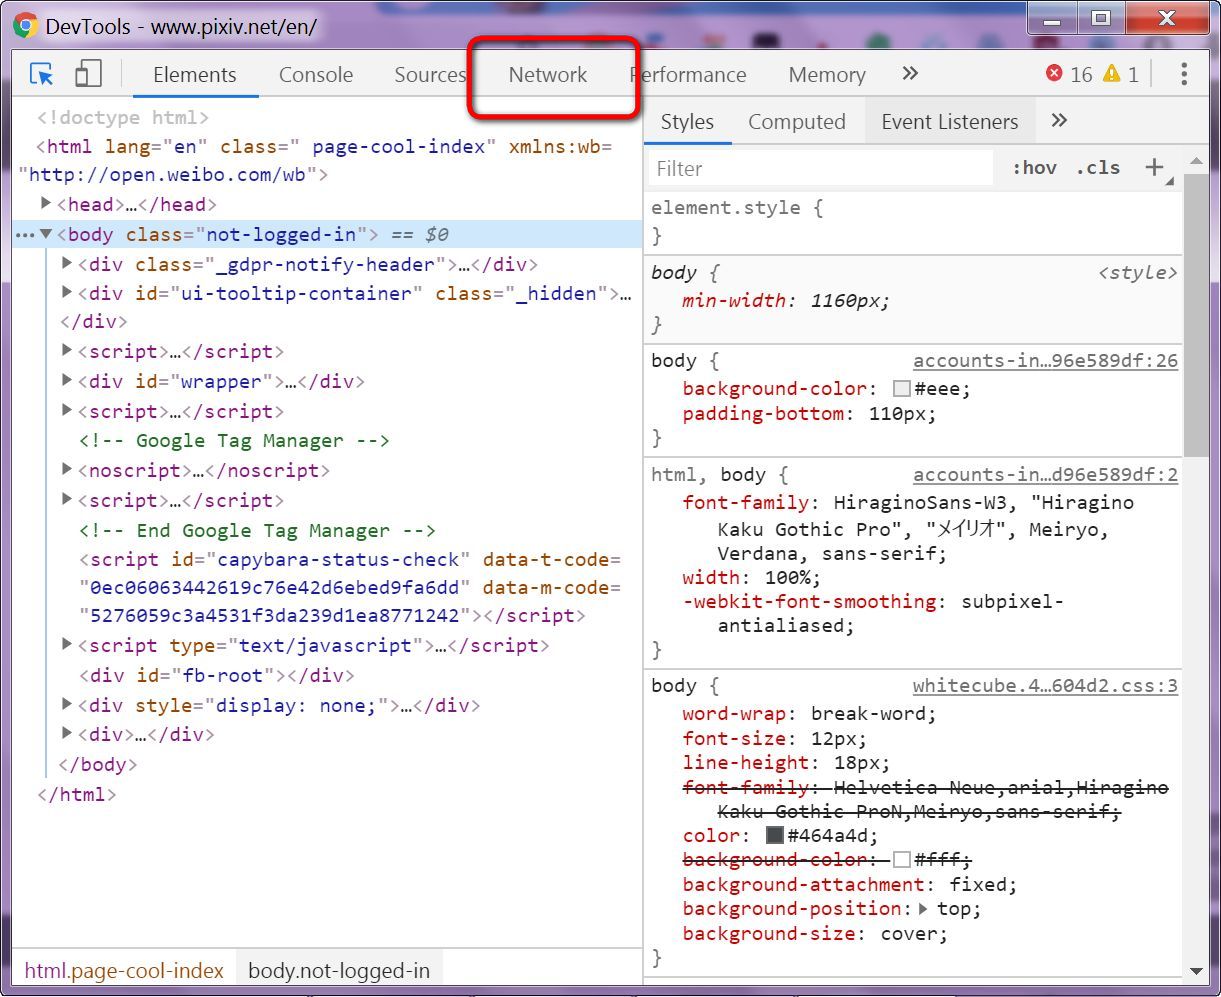 DevTools - www.pixiv.net/en/
Elements Console Sources Network Performance Memory » 16 1
<!doctype html>
<html lang="en" class=" page-cool-index" xmlns:wb=
"http://open.weibo.com/wb">
<head>…</head>
<body class="not-logged-in"> == $0
<div class="_gdpr-notify-header">…</div>
<div id="ui-tooltip-container" class="_hidden">…
</div>
<script>…</script>
<div id="wrapper">…</div>
<script>…</script>
<!-- Google Tag Manager -->
<noscript>…</noscript>
<script>…</script>
<!-- End Google Tag Manager -->
<script id="capybara-status-check" data-t-code=
"0ec06063442619c76e42d6ebed9fa6dd" data-m-code=
"5276059c3a4531f3da239d1ea8771242"></script>
<script type="text/javascript">…</script>
<div id="fb-root"></div>
<div style="display: none;">…</div>
<div>…</div>
</body>
</html>
html.page-cool-index body.not-logged-in
Styles Computed Event Listeners »
Filter :hov .cls +
element.style {
}
body { <style>
min-width: 1160px;
}
body { accounts-in…96e589df:26
background-color: #eee;
padding-bottom: 110px;
}
html, body { accounts-in…d96e589df:2
font-family: HiraginoSans-W3, "Hiragino
Kaku Gothic Pro", "メイリオ", Meiryo,
Verdana, sans-serif;
width: 100%;
-webkit-font-smoothing: subpixel-
antialiased;
}
body { whitecube.4…604d2.css:3
word-wrap: break-word;
font-size: 12px;
line-height: 18px;
font-family: Helvetica Neue,arial,Hiragino
Kaku Gothic ProN,Meiryo,sans-serif;
color: #464a4d;
background-color: #fff;
background-attachment: fixed;
background-position: top;
background-size: cover;
}